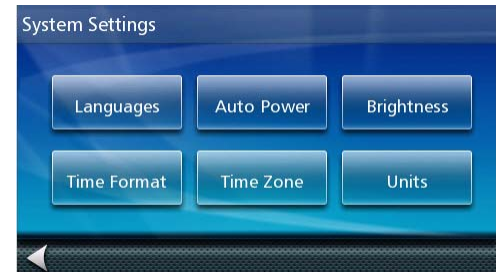 System Settings
Languages
Auto Power
Brightness
Time Format
Time Zone
Units